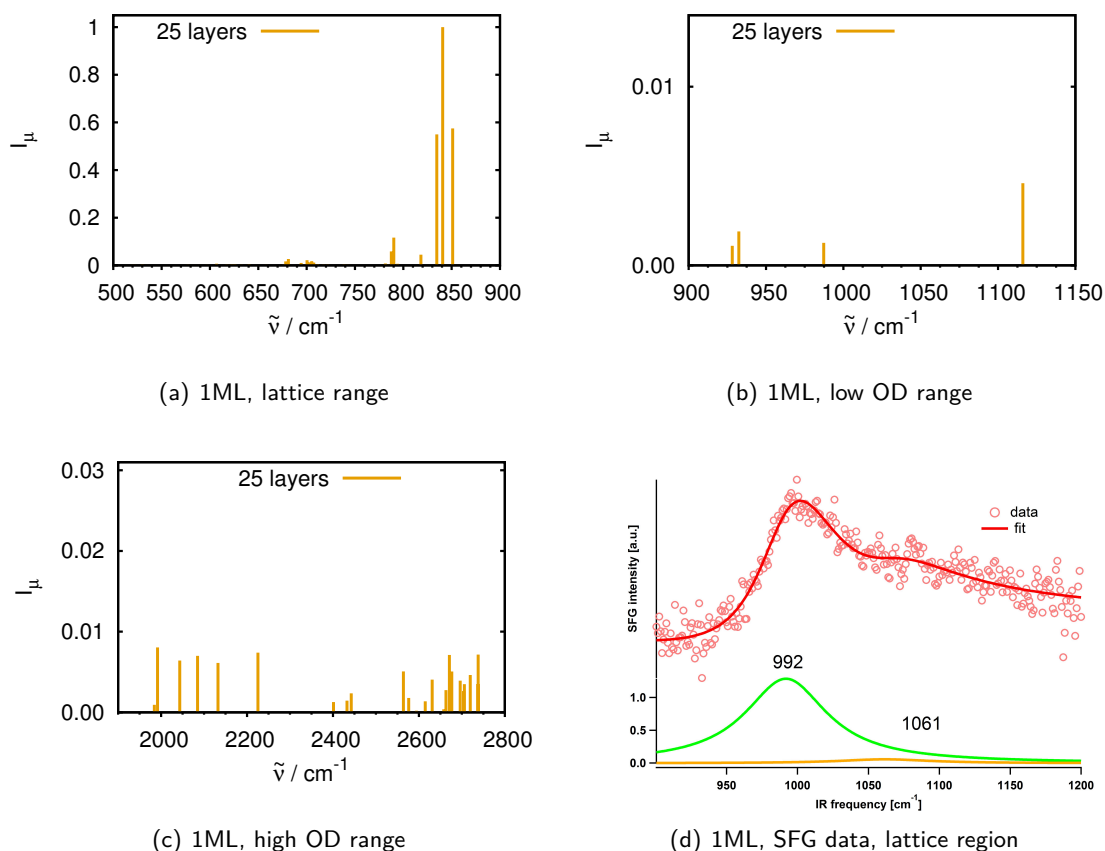 25 layers
1
0.8
0.6
0.4
0.2
0
I_μ
500 550 600 650 700 750 800 850 900
ṽ / cm⁻¹
(a) 1ML, lattice range
25 layers
0.01
0.00
I_μ
900 950 1000 1050 1100 1150
ṽ / cm⁻¹
(b) 1ML, low OD range
25 layers
0.03
0.02
0.01
0.00
I_μ
2000 2200 2400 2600 2800
ṽ / cm⁻¹
(c) 1ML, high OD range
data
fit
SFG intensity [a.u.]
992
1061
1.0
0.5
0.0
950 1000 1050 1100 1150 1200
IR frequency [cm⁻¹]
(d) 1ML, SFG data, lattice region